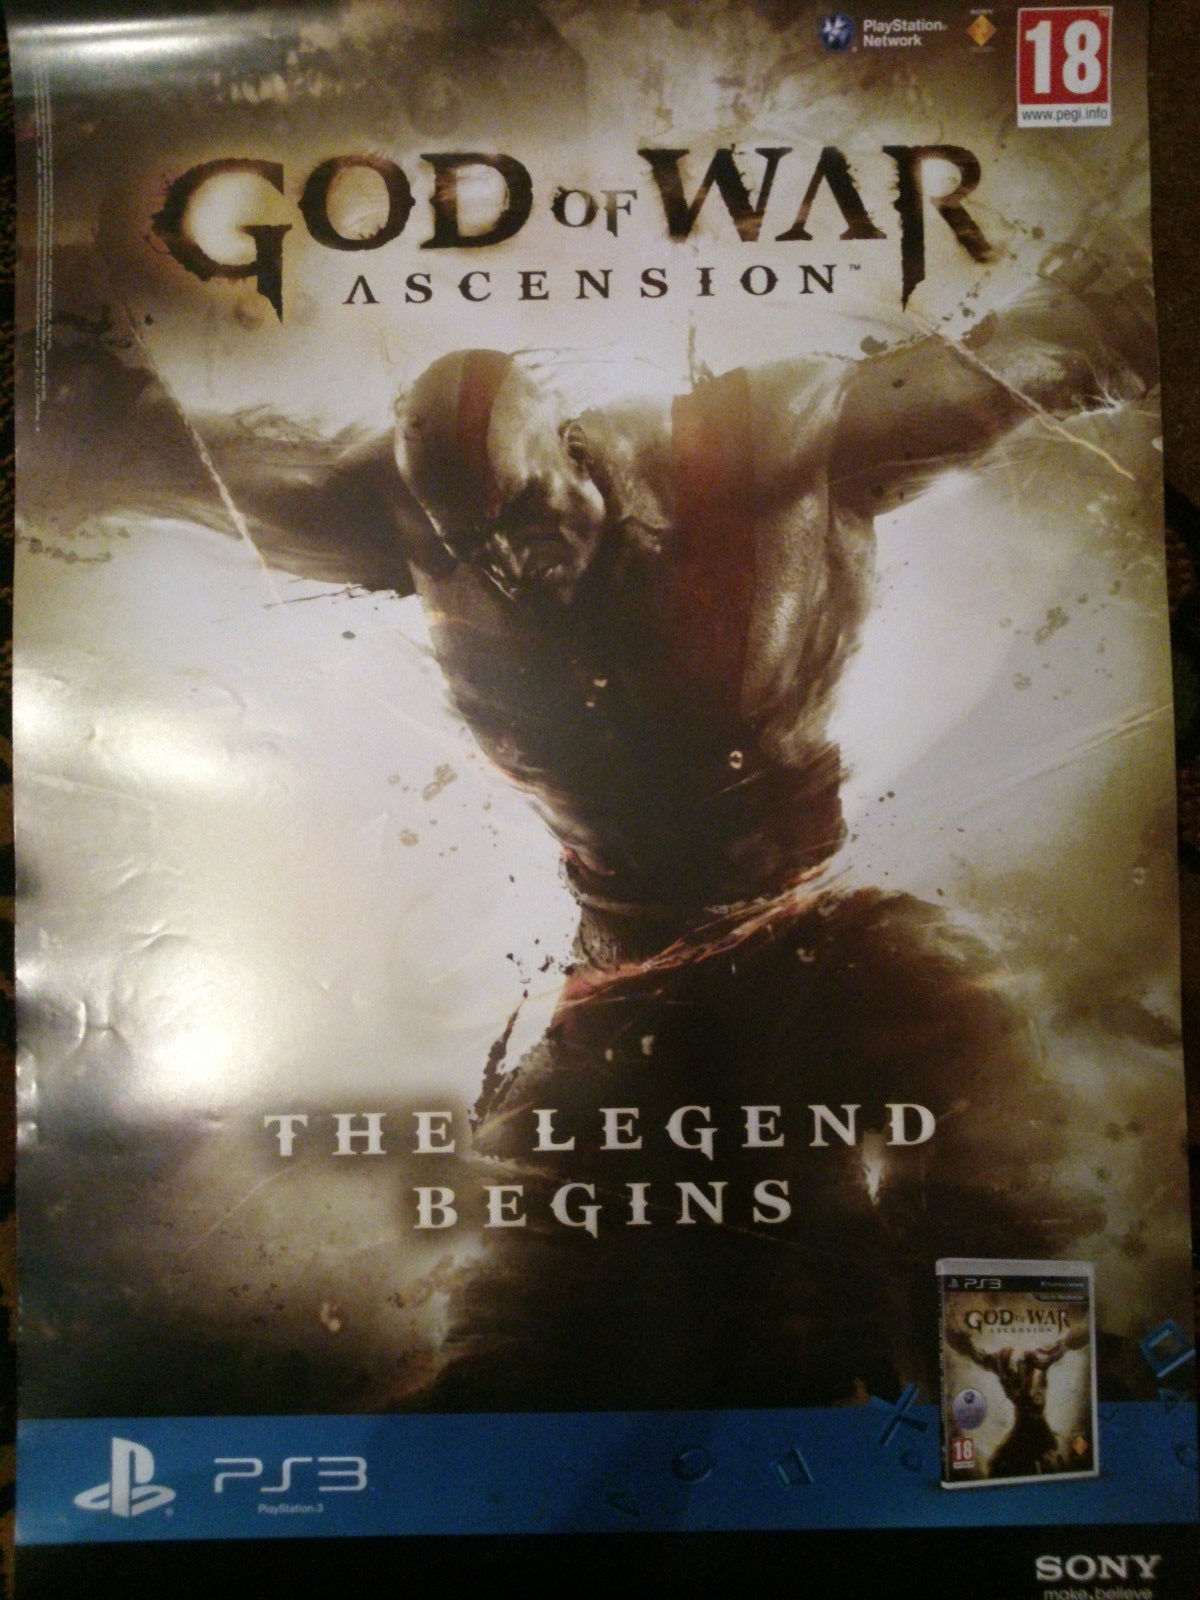 PlayStation®
Network
SONY
18
www.pegi.info
GOD OF WAR
ASCENSION™
THE LEGEND
BEGINS
PS3
GOD OF WAR
ASCENSION
18
PS3
PlayStation®3
SONY
make.believe